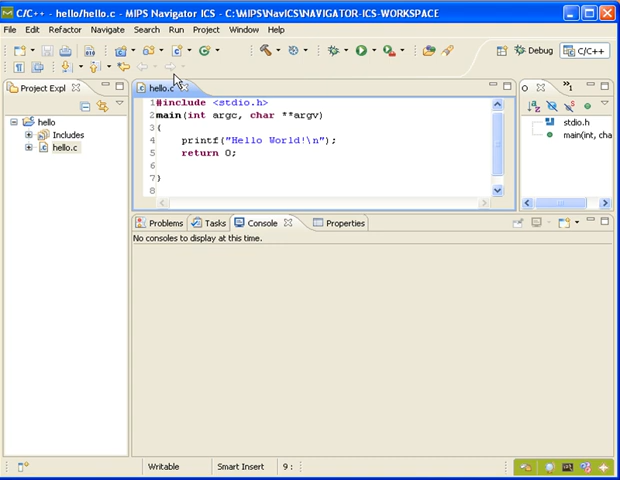 C/C++ - hello/hello.c - MIPS Navigator ICS - C:\MIPS\NavICS\NAVIGATOR-ICS-WORKSPACE
File Edit Refactor Navigate Search Run Project Window Help
010
Debug C/C++
Project Expl
hello.c
O
»1
hello
Includes
hello.c
1 #include <stdio.h>
2 main(int argc, char **argv)
3 {
4 printf("Hello World!\n");
5 return 0;
6
7 }
8
stdio.h
main(int, cha
Problems Tasks Console Properties
No consoles to display at this time.
Writable Smart Insert 9 :